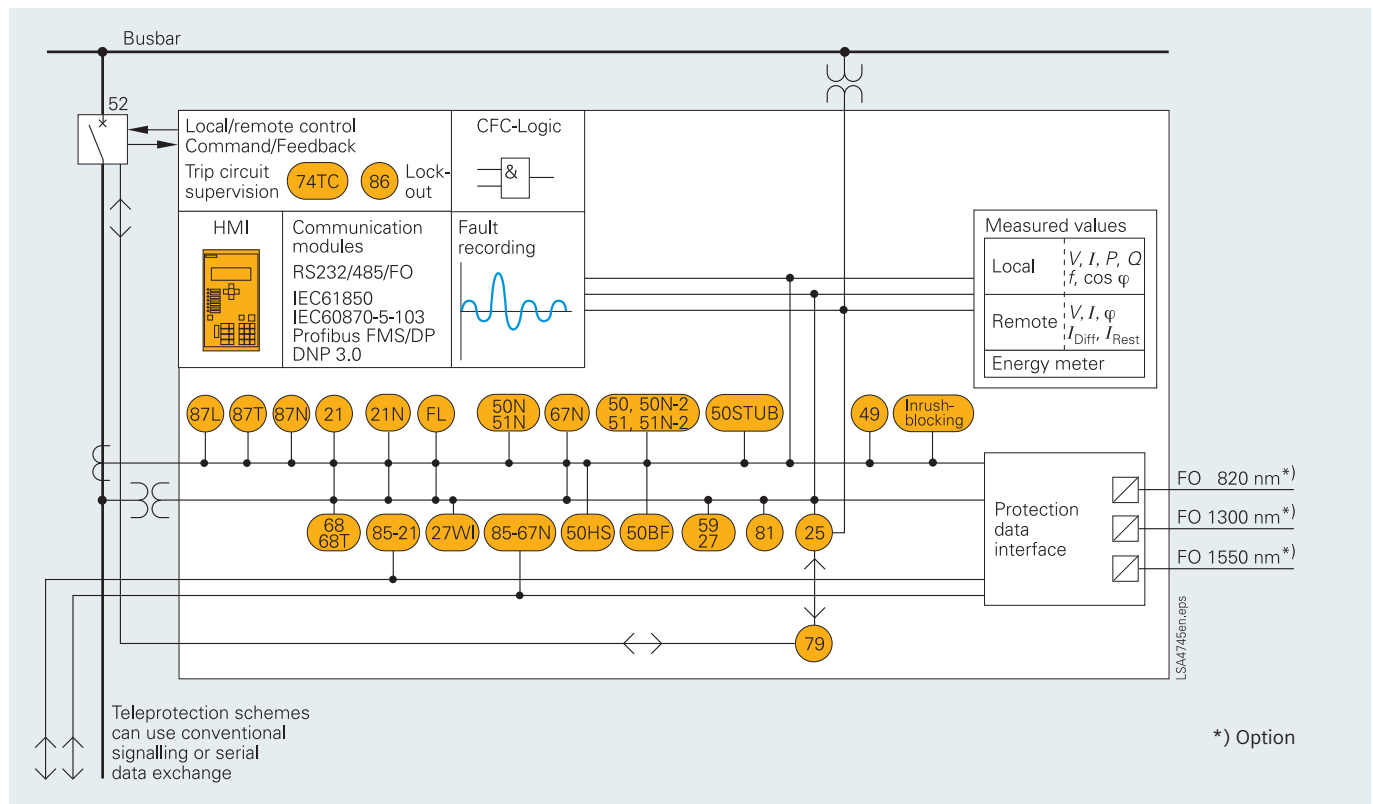 Busbar
52
Local/remote control
Command/Feedback
Trip circuit
supervision
74TC
86
Lock-
out
CFC-Logic
&
HMI
Communication
modules
RS232/485/FO
IEC61850
IEC60870-5-103
Profibus FMS/DP
DNP 3.0
Fault
recording
Measured values
Local
V, I, P, Q
f, cos φ
Remote
V, I, φ
I_Diff, I_Rest
Energy meter
87L
87T
87N
21
21N
FL
50N
51N
67N
50, 50N-2
51, 51N-2
50STUB
49
Inrush-
blocking
68
68T
85-21
27WI
85-67N
50HS
50BF
59
27
81
25
79
Protection
data
interface
FO 820 nm*)
FO 1300 nm*)
FO 1550 nm*)
LSA4745en.eps
Teleprotection schemes
can use conventional
signalling or serial
data exchange
*) Option